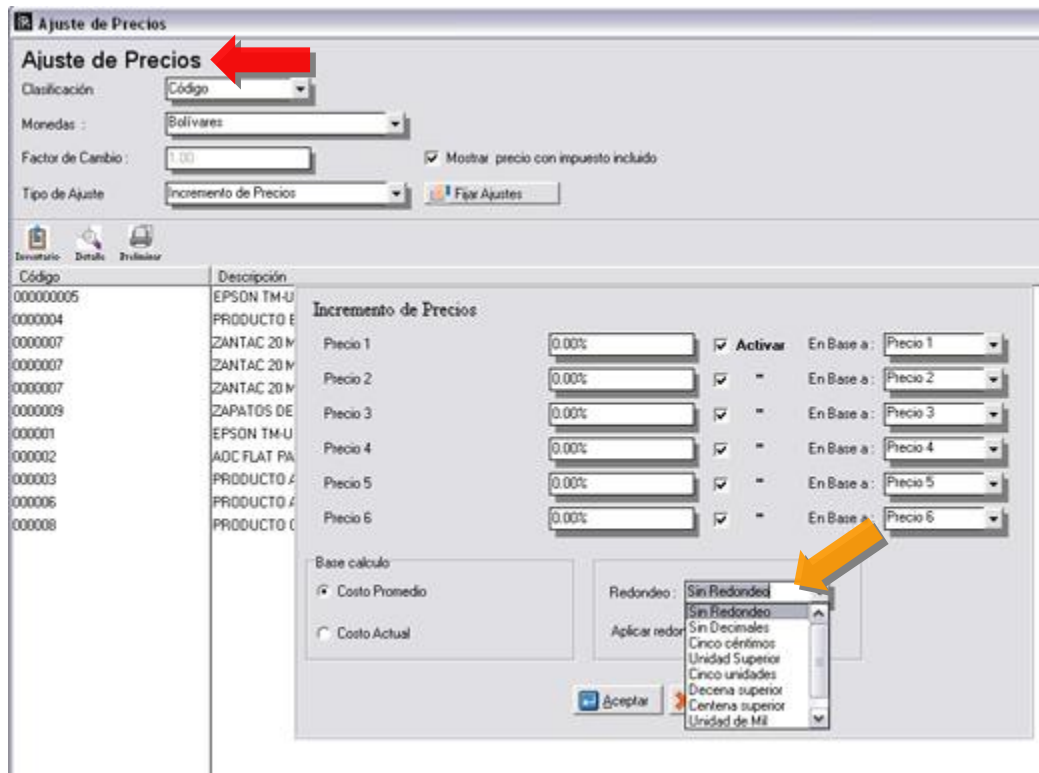 Ajuste de Precios
Ajuste de Precios
Clasificación Código
Monedas : Bolívares
Factor de Cambio : 1.00 Mostrar precio con impuesto incluido
Tipo de Ajuste Incremento de Precios Fijar Ajustes
Inventario Detalle Preliminar
Código Descripción
000000005 EPSON TM-U
0000004 PRODUCTO
0000007 ZANTAC 20 M
0000007 ZANTAC 20 M
0000007 ZANTAC 20 M
0000009 ZAPATOS DE
000001 EPSON TM-U
000002 AOC FLAT PA
000003 PRODUCTO
000006 PRODUCTO
000008 PRODUCTO
Incremento de Precios
Precio 1 0.00% Activar En Base a : Precio 1
Precio 2 0.00% " En Base a : Precio 2
Precio 3 0.00% " En Base a : Precio 3
Precio 4 0.00% " En Base a : Precio 4
Precio 5 0.00% " En Base a : Precio 5
Precio 6 0.00% " En Base a : Precio 6
Base calculo
Costo Promedio
Costo Actual
Redondeo : Sin Redondeo
Aplicar redon
Sin Redondeo
Sin Decimales
Cinco céntimos
Unidad Superior
Cinco unidades
Decena superior
Centena superior
Unidad de Mil
Aceptar